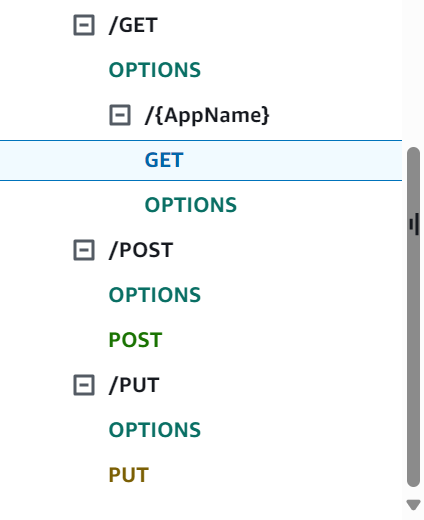 /GET
OPTIONS
/{AppName}
GET
OPTIONS
/POST
OPTIONS
POST
/PUT
OPTIONS
PUT